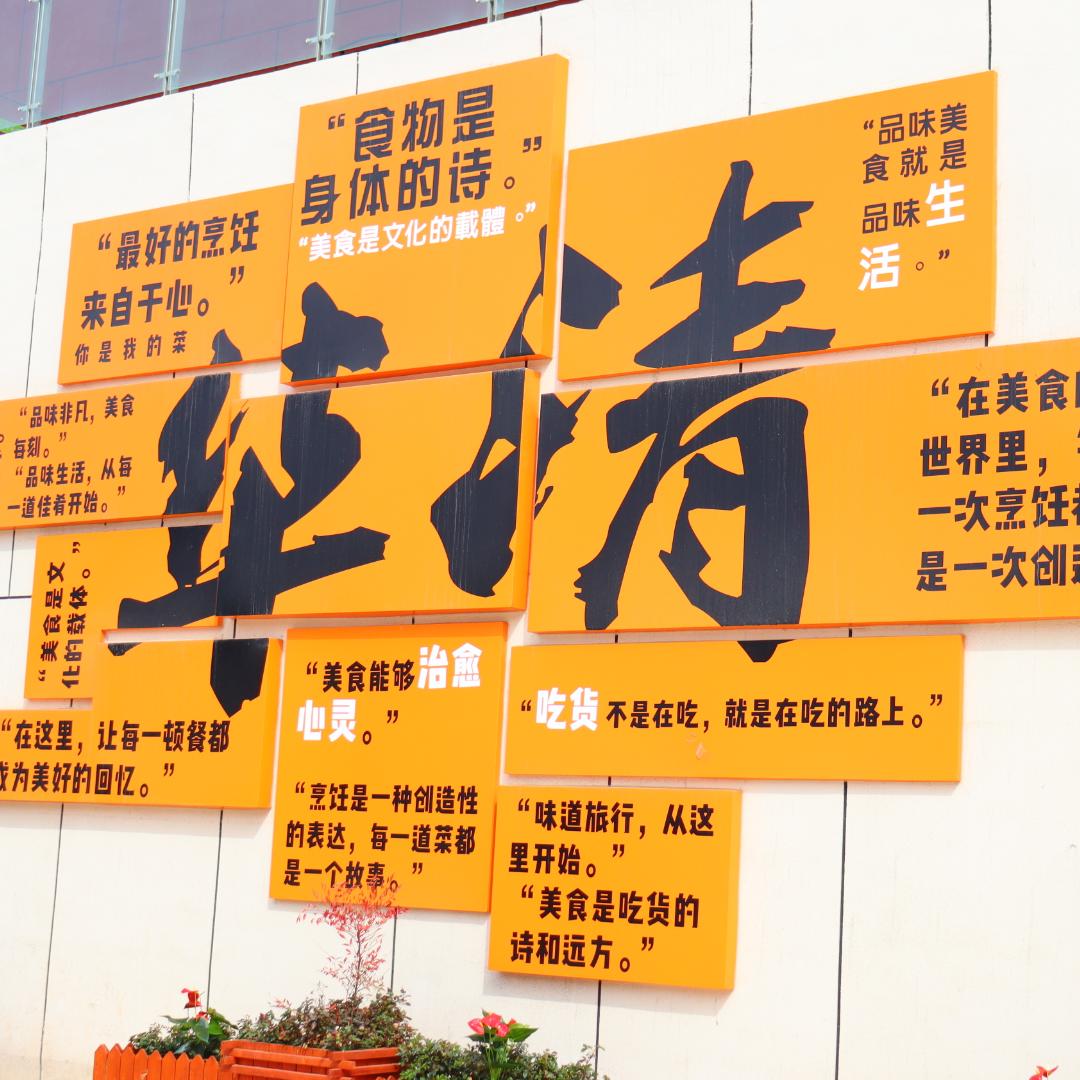 “食物是
身体的诗。”
“美食是文化的載體。”
“品味美
食就是
品味生
活。”
“最好的烹饪
来自于心。”
你是我的菜
华
“品味非凡，美食
每刻。”
“品味生活，从每
一道佳肴开始。”
“在美食
世界里，
一次烹饪
是一次创造
“美食是文
化的载体。”
“在这里，让每一顿餐都
成为美好的回忆。”
“美食能够治愈
心灵。”
“烹饪是一种创造性
的表达，每一道菜都
是一个故事。”
“吃货不是在吃，就是在吃的路上。”
“味道旅行，从这
里开始。”
“美食是吃货的
诗和远方。”